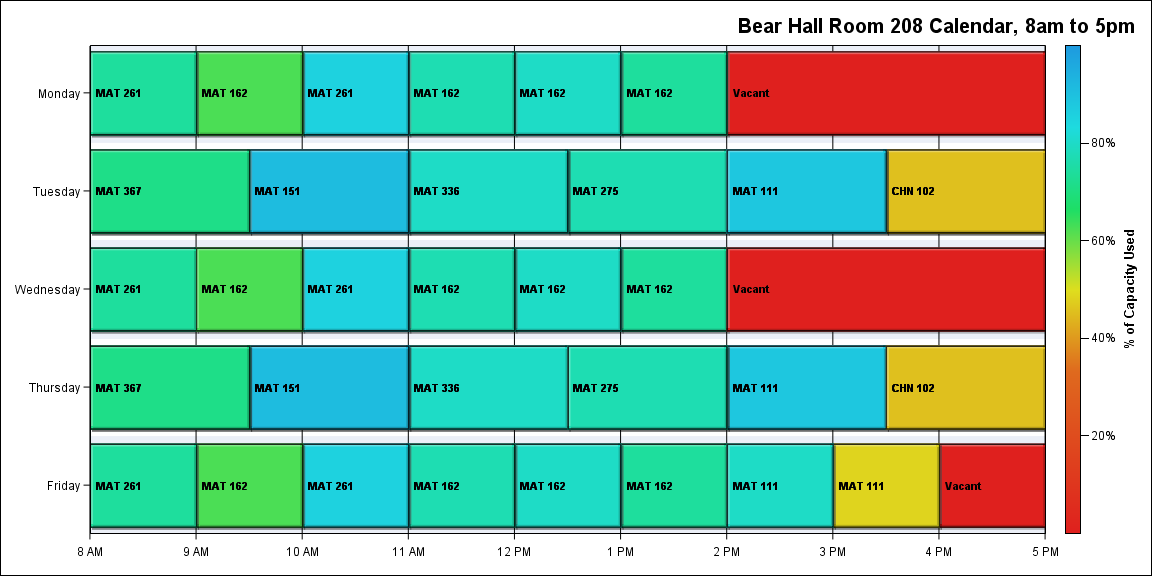 Bear Hall Room 208 Calendar, 8am to 5pm
Monday
MAT 261
MAT 162
MAT 261
MAT 162
MAT 162
MAT 162
Vacant
Tuesday
MAT 367
MAT 151
MAT 336
MAT 275
MAT 111
CHN 102
Wednesday
MAT 261
MAT 162
MAT 261
MAT 162
MAT 162
MAT 162
Vacant
Thursday
MAT 367
MAT 151
MAT 336
MAT 275
MAT 111
CHN 102
Friday
MAT 261
MAT 162
MAT 261
MAT 162
MAT 162
MAT 162
MAT 111
MAT 111
Vacant
8 AM
9 AM
10 AM
11 AM
12 PM
1 PM
2 PM
3 PM
4 PM
5 PM
80%
60%
40%
20%
% of Capacity Used